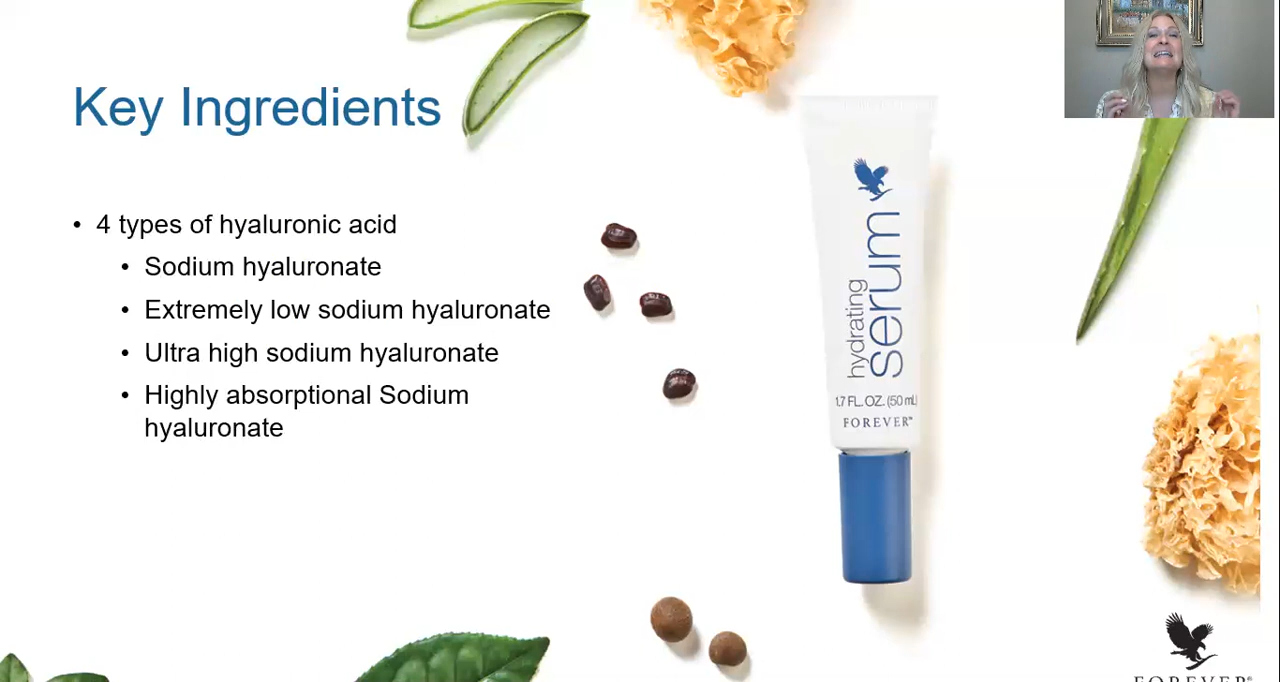 Key Ingredients
• 4 types of hyaluronic acid
• Sodium hyaluronate
• Extremely low sodium hyaluronate
• Ultra high sodium hyaluronate
• Highly absorptional Sodium
hyaluronate
hydrating
serum
1.7 FL. OZ. (50 mL)
FOREVER™
FOREVER®